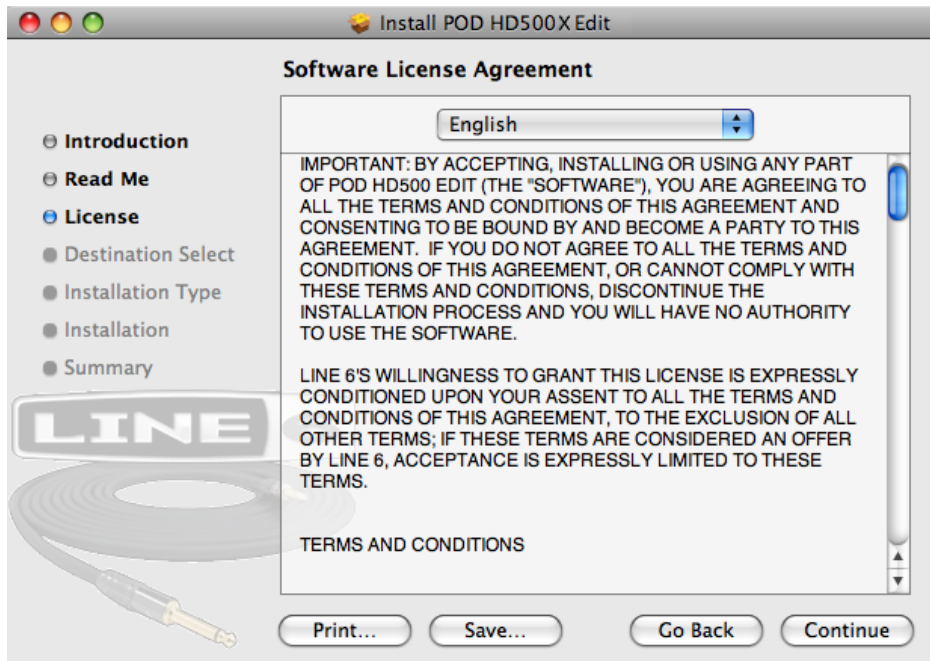 Install POD HD500X Edit
Software License Agreement
English
Introduction
Read Me
License
Destination Select
Installation Type
Installation
Summary
LINE
IMPORTANT: BY ACCEPTING, INSTALLING OR USING ANY PART
OF POD HD500 EDIT (THE "SOFTWARE"), YOU ARE AGREEING TO
ALL THE TERMS AND CONDITIONS OF THIS AGREEMENT AND
CONSENTING TO BE BOUND BY AND BECOME A PARTY TO THIS
AGREEMENT.  IF YOU DO NOT AGREE TO ALL THE TERMS AND
CONDITIONS OF THIS AGREEMENT, OR CANNOT COMPLY WITH
THESE TERMS AND CONDITIONS, DISCONTINUE THE
INSTALLATION PROCESS AND YOU WILL HAVE NO AUTHORITY
TO USE THE SOFTWARE.
LINE 6'S WILLINGNESS TO GRANT THIS LICENSE IS EXPRESSLY
CONDITIONED UPON YOUR ASSENT TO ALL THE TERMS AND
CONDITIONS OF THIS AGREEMENT, TO THE EXCLUSION OF ALL
OTHER TERMS; IF THESE TERMS ARE CONSIDERED AN OFFER
BY LINE 6, ACCEPTANCE IS EXPRESSLY LIMITED TO THESE
TERMS.
TERMS AND CONDITIONS
Print...
Save...
Go Back
Continue